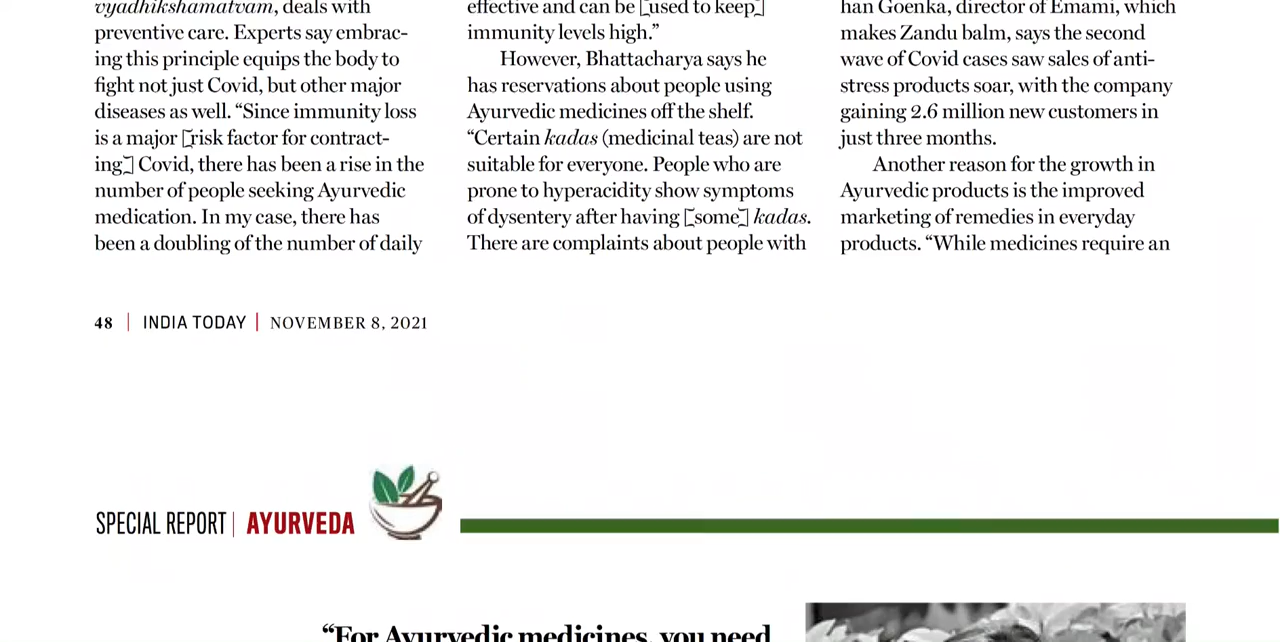 vyadhikshamatvam, deals with
preventive care. Experts say embrac-
ing this principle equips the body to
fight not just Covid, but other major
diseases as well. “Since immunity loss
is a major [risk factor for contract-
ing] Covid, there has been a rise in the
number of people seeking Ayurvedic
medication. In my case, there has
been a doubling of the number of daily
effective and can be [used to keep]
immunity levels high.”
However, Bhattacharya says he
has reservations about people using
Ayurvedic medicines off the shelf.
“Certain kadas (medicinal teas) are not
suitable for everyone. People who are
prone to hyperacidity show symptoms
of dysentery after having [some] kadas.
There are complaints about people with
han Goenka, director of Emami, which
makes Zandu balm, says the second
wave of Covid cases saw sales of anti-
stress products soar, with the company
gaining 2.6 million new customers in
just three months.
Another reason for the growth in
Ayurvedic products is the improved
marketing of remedies in everyday
products. “While medicines require an
48 | INDIA TODAY | NOVEMBER 8, 2021
SPECIAL REPORT | AYURVEDA
“For Ayurvedic medicines, you need